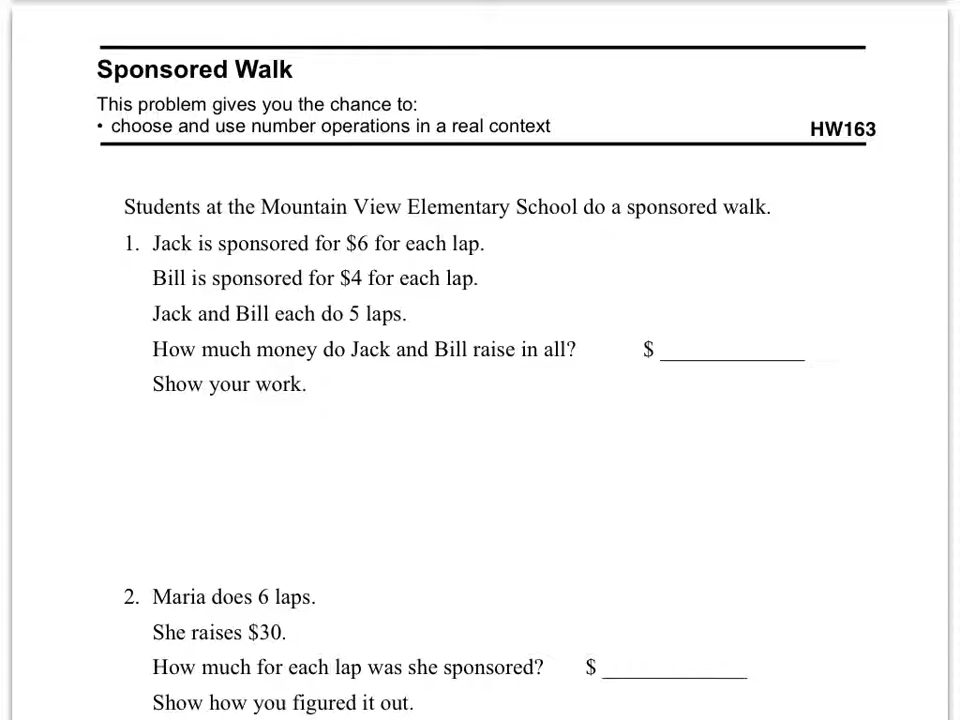 Sponsored Walk
This problem gives you the chance to:
• choose and use number operations in a real context
HW163
Students at the Mountain View Elementary School do a sponsored walk.
1. Jack is sponsored for $6 for each lap.
Bill is sponsored for $4 for each lap.
Jack and Bill each do 5 laps.
How much money do Jack and Bill raise in all? $ _____________
Show your work.
2. Maria does 6 laps.
She raises $30.
How much for each lap was she sponsored? $ _____________
Show how you figured it out.